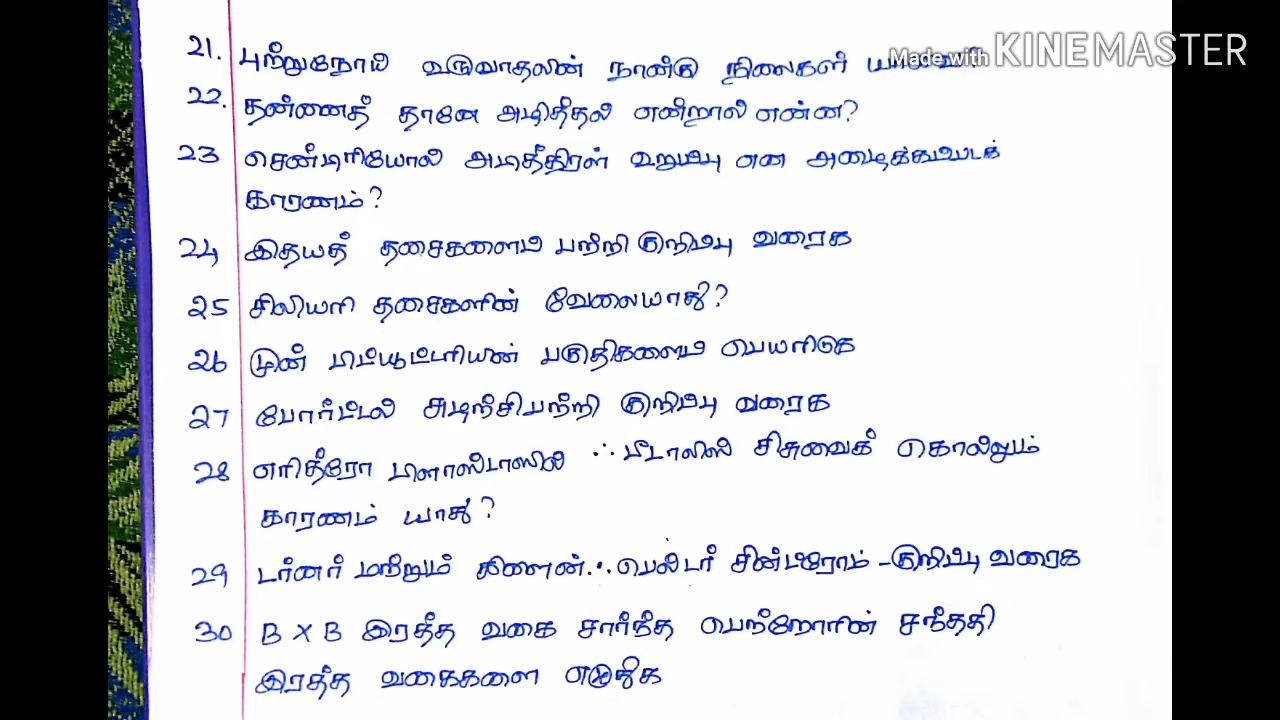 Made with KINEMASTER
21. புற்றுநோய் வருவாதலின் நான்கு நிலைகள் யாவை?
22. தன்னைத் தானே அழித்தல் என்றால் என்ன?
23 சென்ட்ரியோல் அடித்திரள் உறுப்பு என அழைக்கப்படக்
காரணம்?
24 இதயத் தசைகளைப் பற்றி குறிப்பு வரைக
25 சிலியரி தசைகளின் வேலையாது?
26 முன் பிட்யூட்டரியின் பகுதிகளைப் பெயரிடுக
27 போர்ட்டல் சுழற்சிபற்றி குறிப்பு வரைக
28 எரித்ரோ பிளாஸ்டாஸில் ஃபீடாலிஸ் சிசுவைக் கொல்லும்
காரணம் யாது?
29 டர்னர் மற்றும் கிளைன்ஃபெல்டர் சின்ட்ரோம் - குறிப்பு வரைக
30 B X B இரத்த வகை சார்ந்த பெற்றோரின் சந்ததி
இரத்த வகைகளை எழுதுக